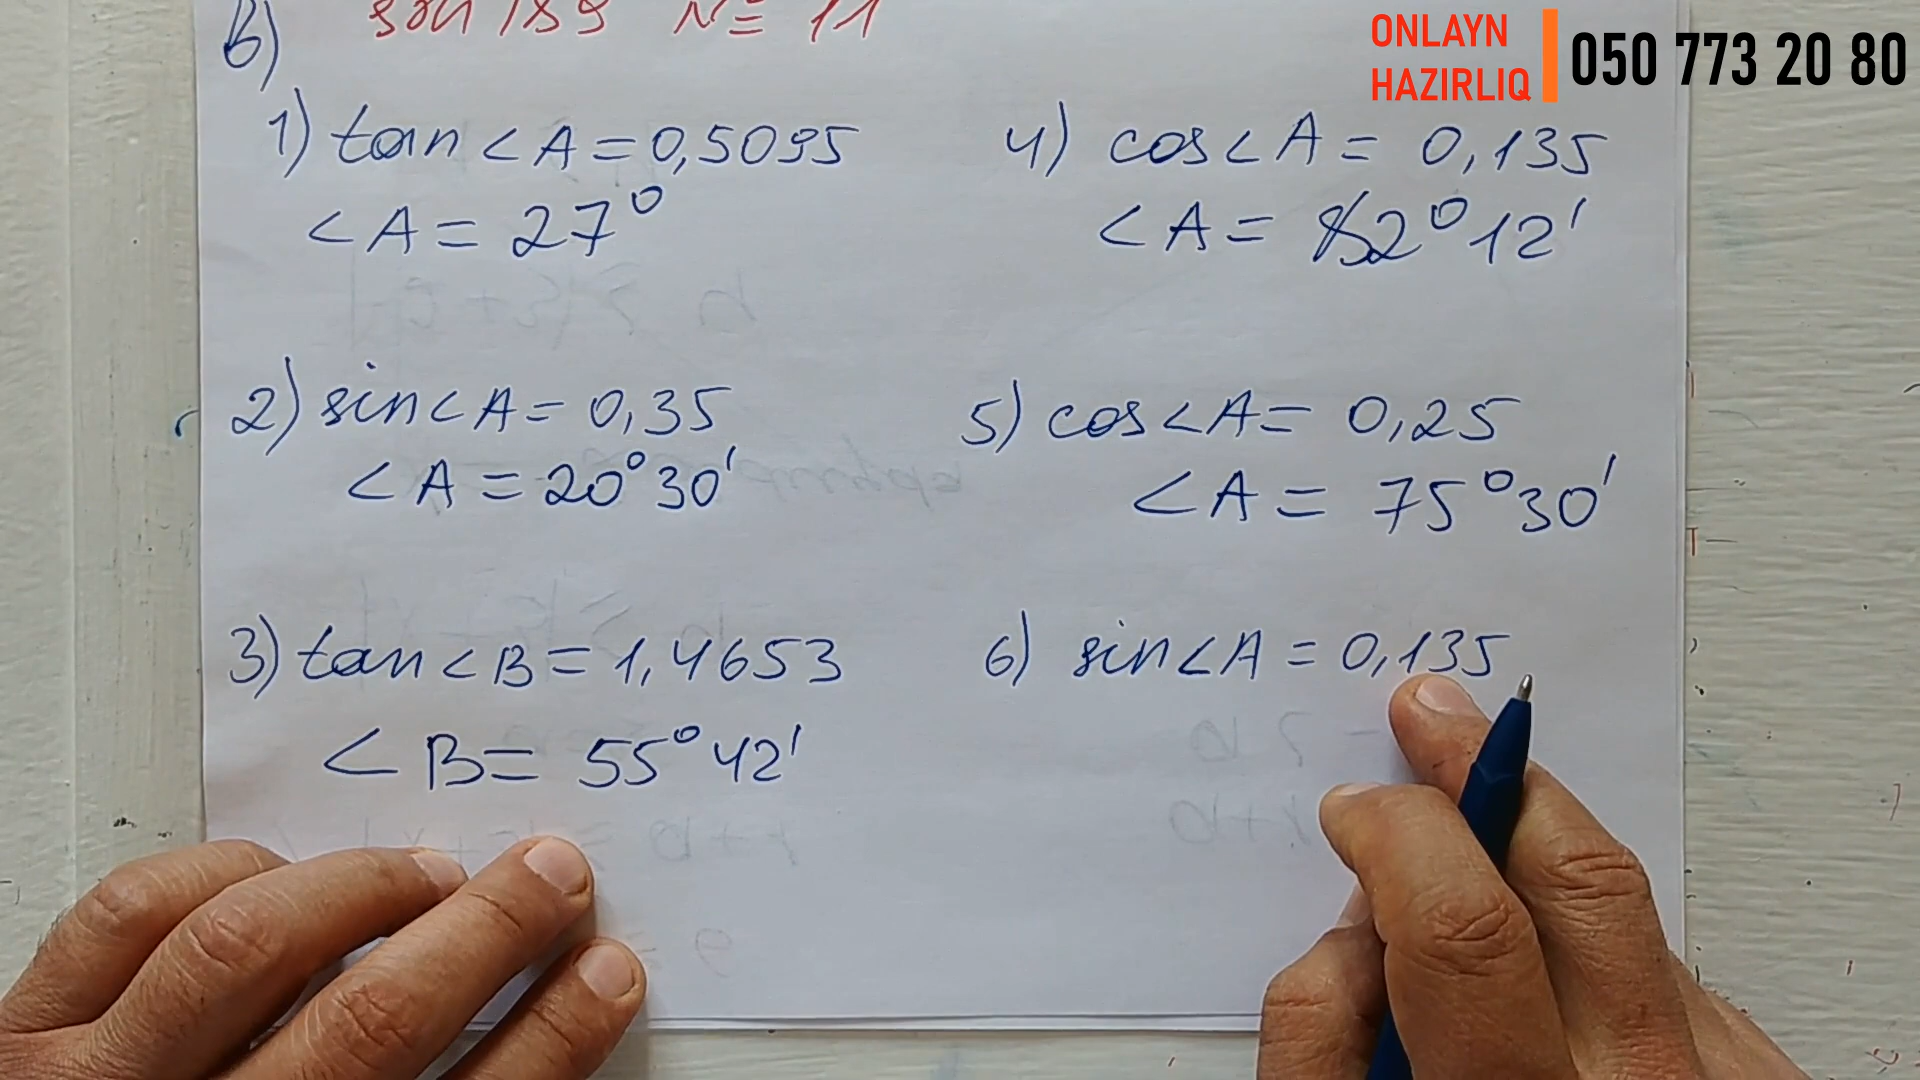 ONLAYN
HAZIRLIQ
050 773 20 80
B)
N= 11
1) tan<A=0,5095
<A=27°
2) sin<A=0,35
<A=20°30'
3) tan<B=1,4653
<B=55°42'
4) cos<A=0,135
<A=82°12'
5) cos<A=0,25
<A=75°30'
6) sin<A=0,135